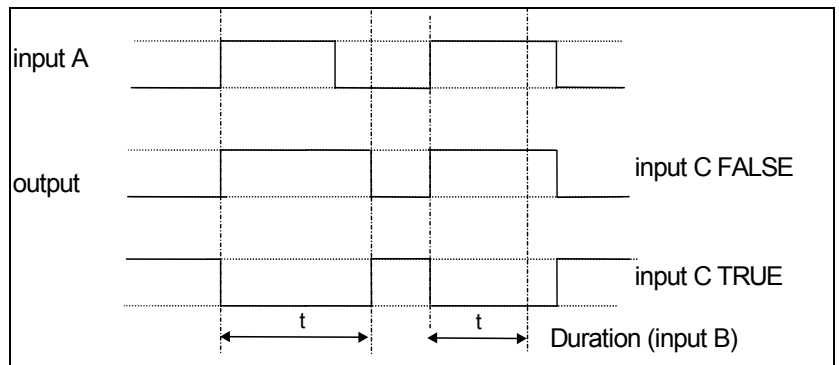 input A
output
input C FALSE
input C TRUE
t
t
Duration (input B)